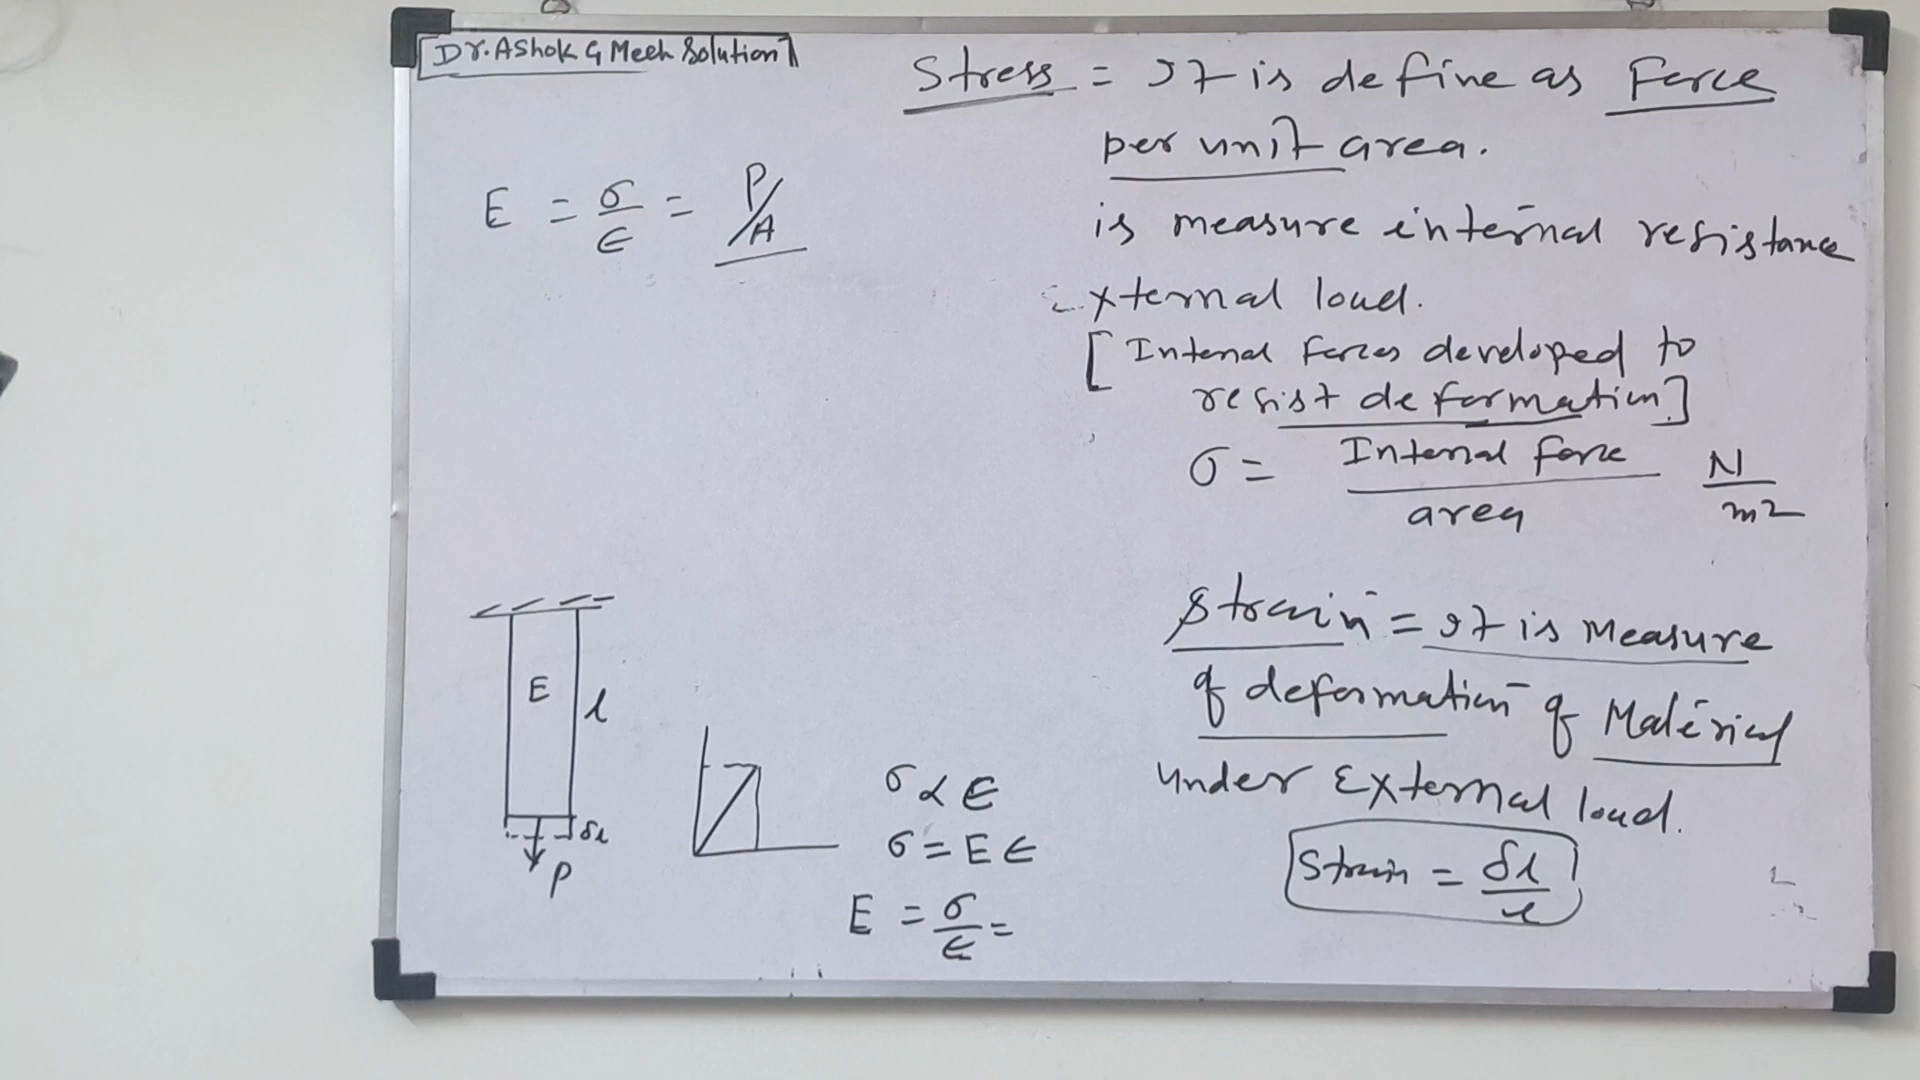 Dr. Ashok G Mech Solution
Stress = It is define as Force
per unit area.
is measure internal resistance
External load.
[Internal forces developed to
resist deformation]
σ = Internal force / area N/m2
E = σ/ϵ = P/A
Strain = It is Measure
of deformation of Material
under External load.
Strain = δl/l
E
l
δl
P
σ ∝ ϵ
σ = E ϵ
E = σ/ϵ =